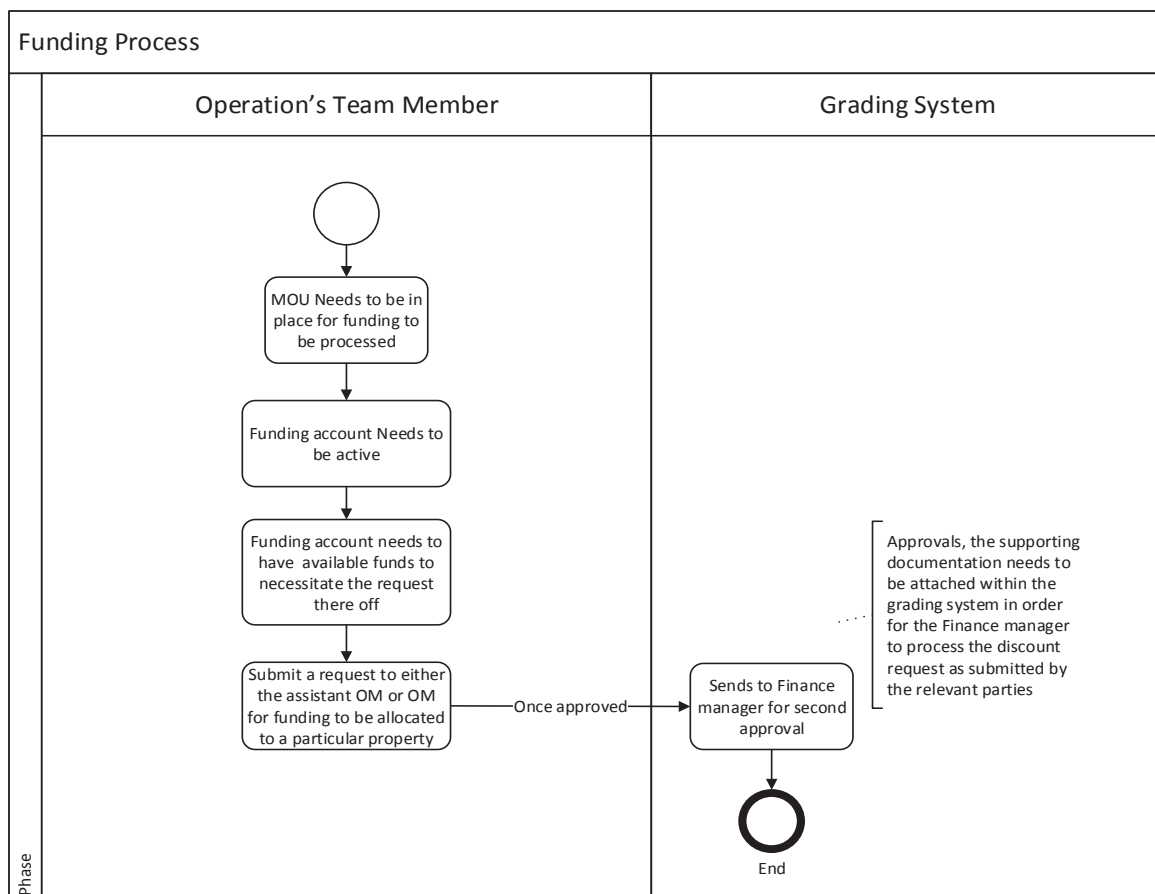 Funding Process
Operation's Team Member
Grading System
MOU Needs to be in
place for funding to
be processed
Funding account Needs to
be active
Funding account needs to
have available funds to
necessitate the request
there off
Submit a request to either
the assistant OM or OM
for funding to be allocated
to a particular property
Once approved
Sends to Finance
manager for second
approval
Approvals, the supporting
documentation needs to
be attached within the
grading system in order
for the Finance manager
to process the discount
request as submitted by
the relevant parties
End
Phase